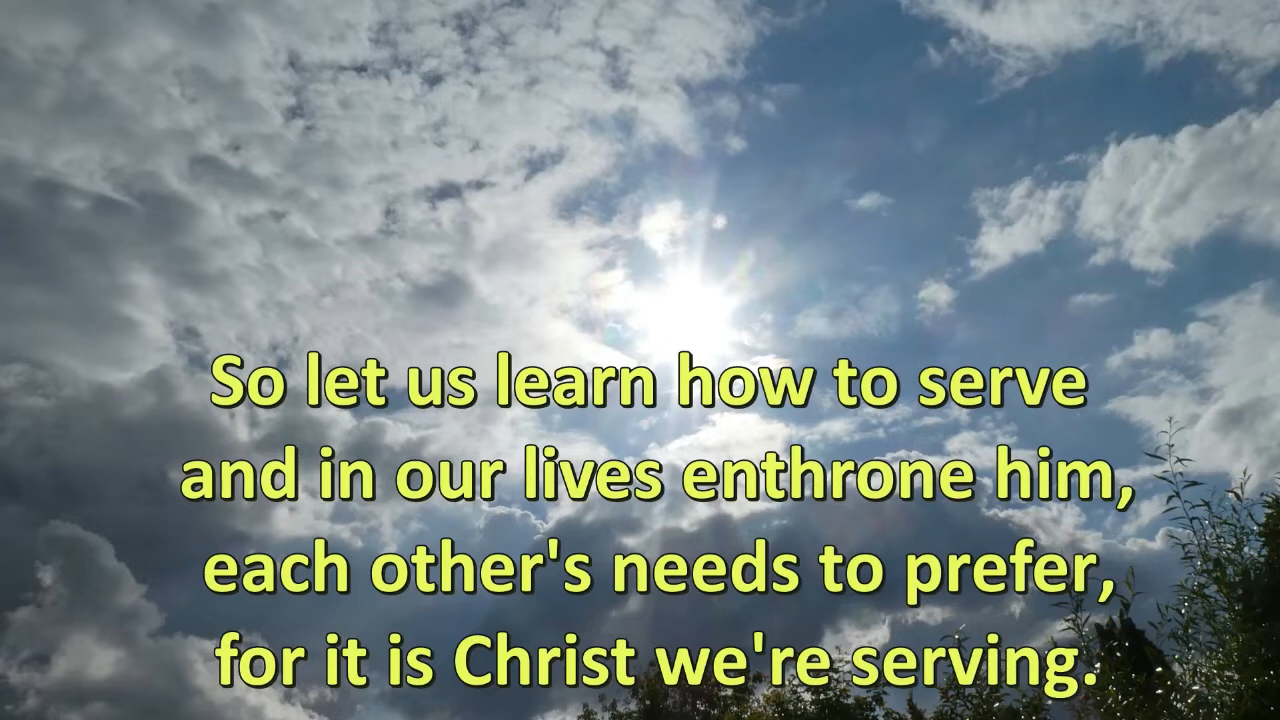 So let us learn how to serve
and in our lives enthrone him,
each other's needs to prefer,
for it is Christ we're serving.